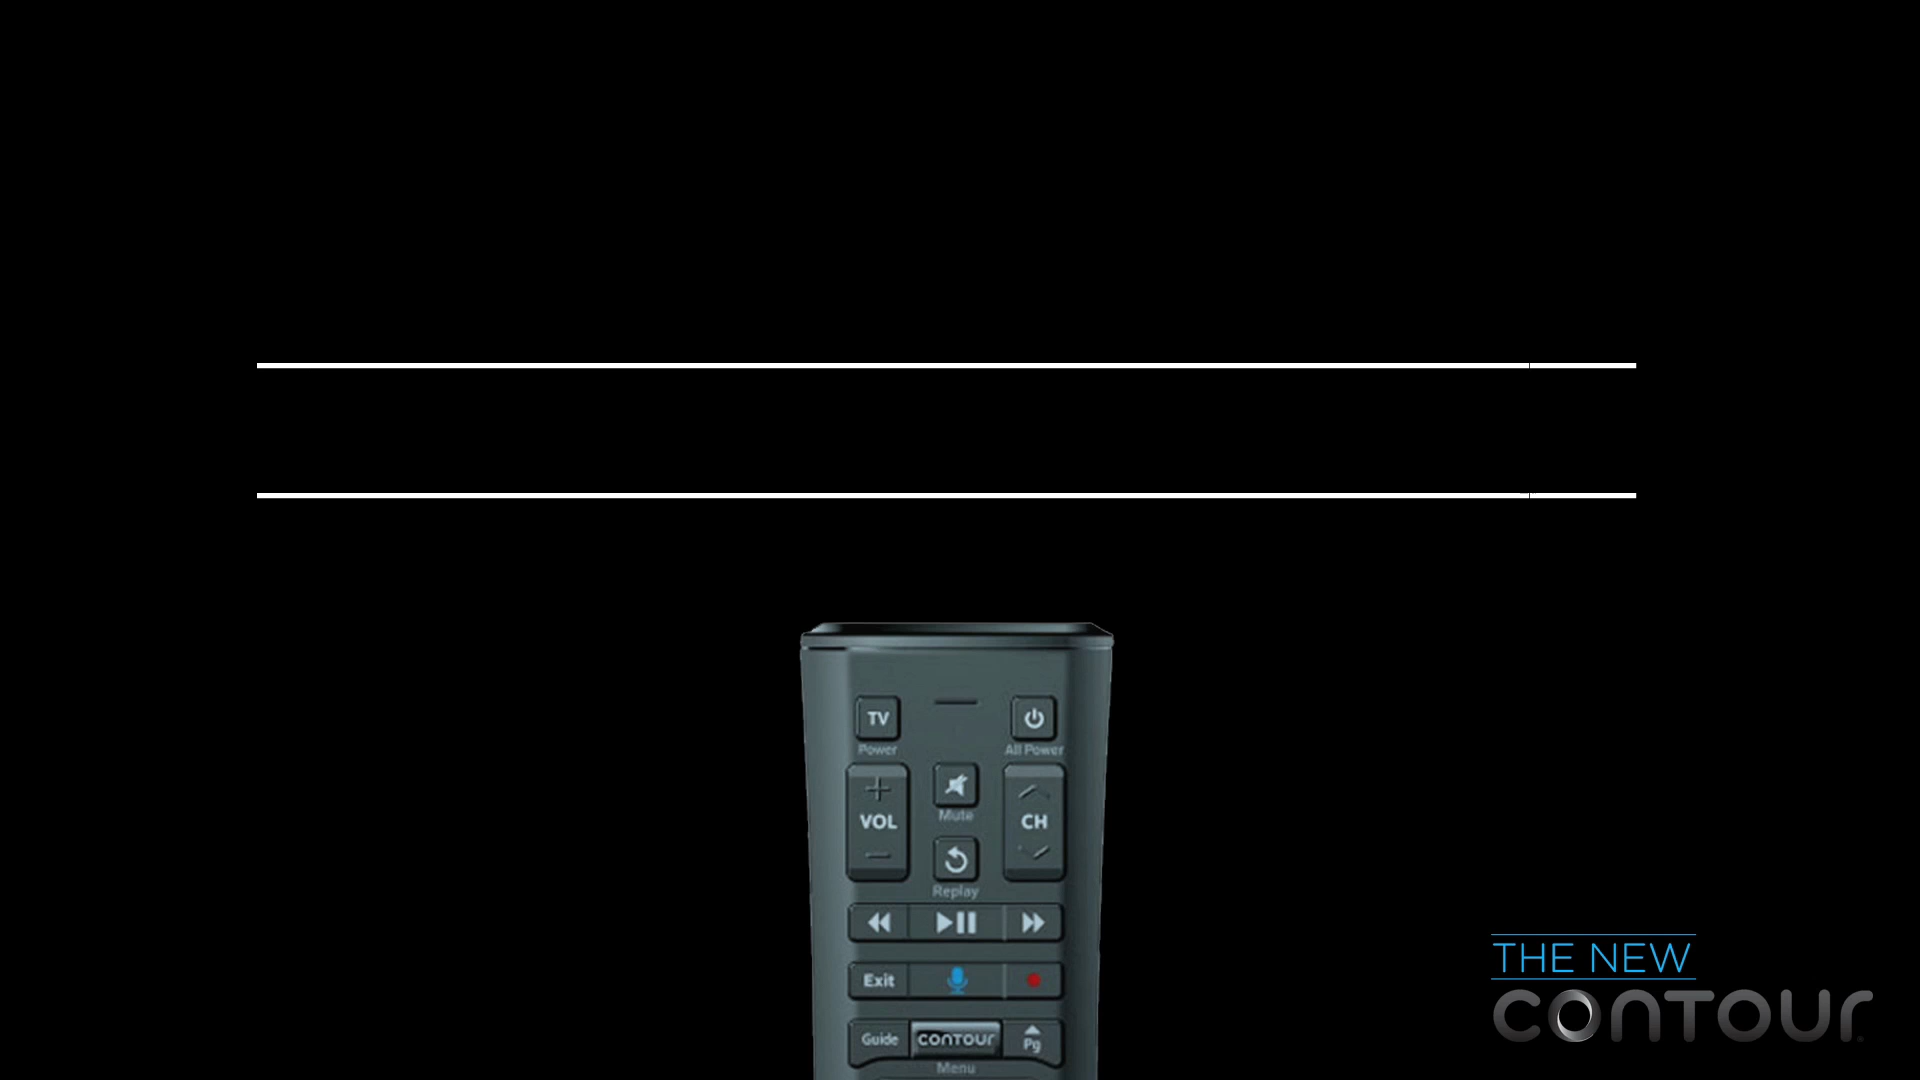 TV
Power
All Power
VOL
Mute
CH
Replay
Exit
Guide
contour
Pg
Menu
THE NEW
contour